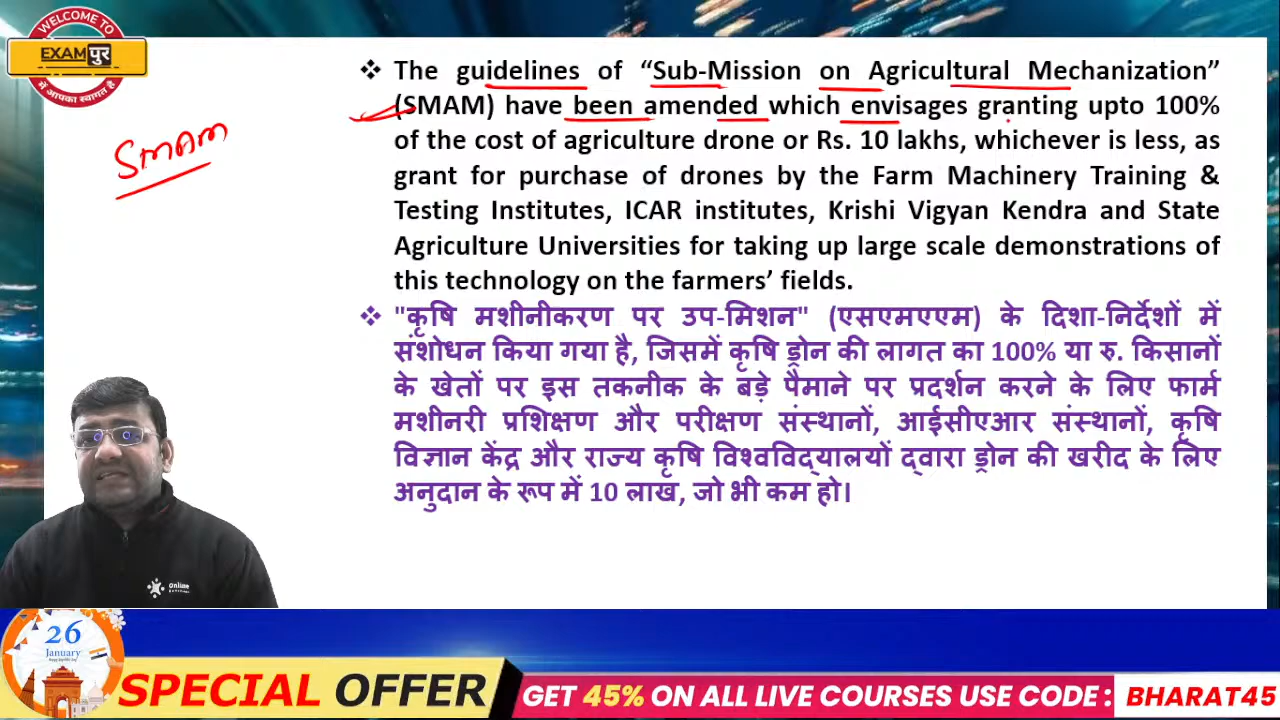 WELCOME TO
EXAM पुर
में आपका स्वागत है
SMAM
❖ The guidelines of “Sub-Mission on Agricultural Mechanization”
(SMAM) have been amended which envisages granting upto 100%
of the cost of agriculture drone or Rs. 10 lakhs, whichever is less, as
grant for purchase of drones by the Farm Machinery Training &
Testing Institutes, ICAR institutes, Krishi Vigyan Kendra and State
Agriculture Universities for taking up large scale demonstrations of
this technology on the farmers’ fields.
❖ "कृषि मशीनीकरण पर उप-मिशन" (एसएमएएम) के दिशा-निर्देशों में
संशोधन किया गया है, जिसमें कृषि ड्रोन की लागत का 100% या रु. किसानों
के खेतों पर इस तकनीक के बड़े पैमाने पर प्रदर्शन करने के लिए फार्म
मशीनरी प्रशिक्षण और परीक्षण संस्थानों, आईसीएआर संस्थानों, कृषि
विज्ञान केंद्र और राज्य कृषि विश्वविद्यालयों द्वारा ड्रोन की खरीद के लिए
अनुदान के रूप में 10 लाख, जो भी कम हो।
Online
26
January
SPECIAL OFFER
GET 45% ON ALL LIVE COURSES USE CODE : BHARAT45